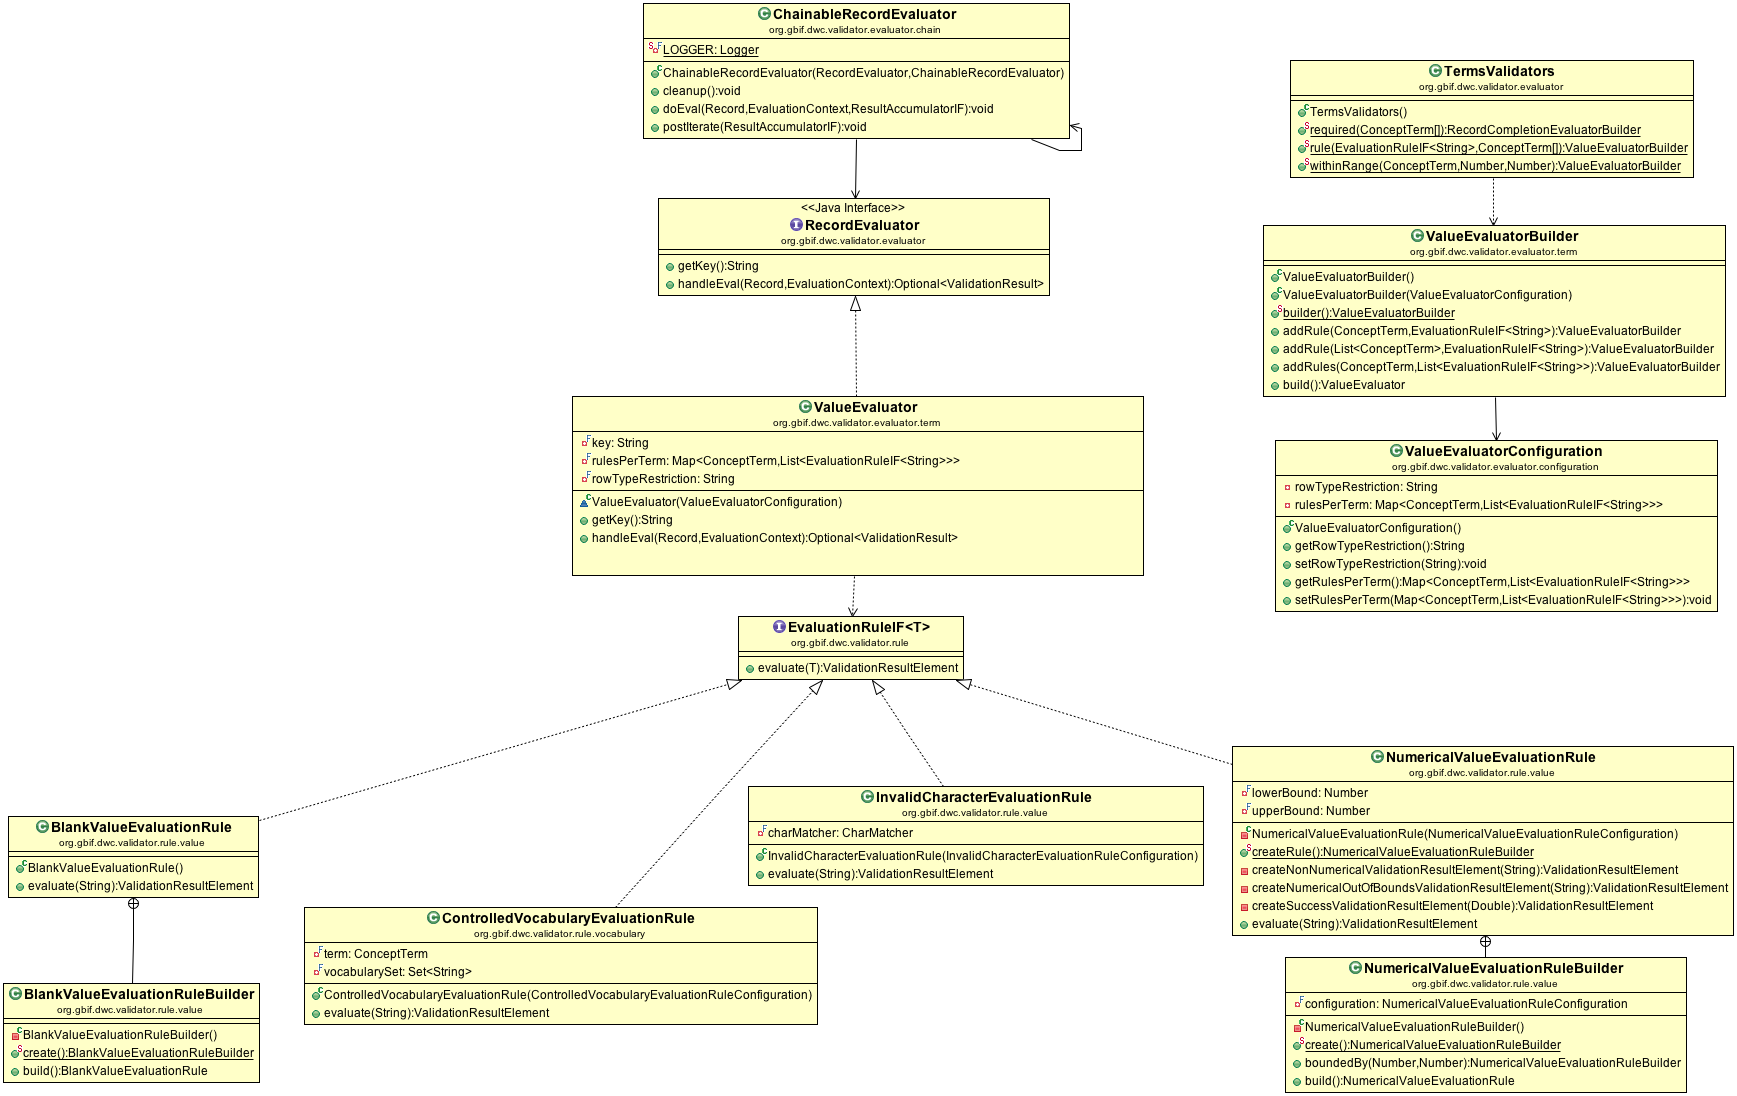 ChainableRecordEvaluator
org.gbif.dwc.validator.evaluator.chain
LOGGER: Logger
ChainableRecordEvaluator(RecordEvaluator,ChainableRecordEvaluator)
cleanup():void
doEval(Record,EvaluationContext,ResultAccumulatorIF):void
postIterate(ResultAccumulatorIF):void
TermsValidators
org.gbif.dwc.validator.evaluator
TermsValidators()
required(ConceptTerm[]):RecordCompletionEvaluatorBuilder
rule(EvaluationRuleIF<String>,ConceptTerm[]):ValueEvaluatorBuilder
withinRange(ConceptTerm,Number,Number):ValueEvaluatorBuilder
<<Java Interface>>
RecordEvaluator
org.gbif.dwc.validator.evaluator
getKey():String
handleEval(Record,EvaluationContext):Optional<ValidationResult>
ValueEvaluatorBuilder
org.gbif.dwc.validator.evaluator.term
ValueEvaluatorBuilder()
ValueEvaluatorBuilder(ValueEvaluatorConfiguration)
builder():ValueEvaluatorBuilder
addRule(ConceptTerm,EvaluationRuleIF<String>):ValueEvaluatorBuilder
addRule(List<ConceptTerm>,EvaluationRuleIF<String>):ValueEvaluatorBuilder
addRules(ConceptTerm,List<EvaluationRuleIF<String>>):ValueEvaluatorBuilder
build():ValueEvaluator
ValueEvaluator
org.gbif.dwc.validator.evaluator.term
key: String
rulesPerTerm: Map<ConceptTerm,List<EvaluationRuleIF<String>>>
rowTypeRestriction: String
ValueEvaluator(ValueEvaluatorConfiguration)
getKey():String
handleEval(Record,EvaluationContext):Optional<ValidationResult>
ValueEvaluatorConfiguration
org.gbif.dwc.validator.evaluator.configuration
rowTypeRestriction: String
rulesPerTerm: Map<ConceptTerm,List<EvaluationRuleIF<String>>>
ValueEvaluatorConfiguration()
getRowTypeRestriction():String
setRowTypeRestriction(String):void
getRulesPerTerm():Map<ConceptTerm,List<EvaluationRuleIF<String>>>
setRulesPerTerm(Map<ConceptTerm,List<EvaluationRuleIF<String>>>):void
EvaluationRuleIF<T>
org.gbif.dwc.validator.rule
evaluate(T):ValidationResultElement
BlankValueEvaluationRule
org.gbif.dwc.validator.rule.value
BlankValueEvaluationRule()
evaluate(String):ValidationResultElement
InvalidCharacterEvaluationRule
org.gbif.dwc.validator.rule.value
charMatcher: CharMatcher
InvalidCharacterEvaluationRule(InvalidCharacterEvaluationRuleConfiguration)
evaluate(String):ValidationResultElement
NumericalValueEvaluationRule
org.gbif.dwc.validator.rule.value
lowerBound: Number
upperBound: Number
NumericalValueEvaluationRule(NumericalValueEvaluationRuleConfiguration)
createRule():NumericalValueEvaluationRuleBuilder
createNonNumericalValidationResultElement(String):ValidationResultElement
createNumericalOutOfBoundsValidationResultElement(String):ValidationResultElement
createSuccessValidationResultElement(Double):ValidationResultElement
evaluate(String):ValidationResultElement
ControlledVocabularyEvaluationRule
org.gbif.dwc.validator.rule.vocabulary
term: ConceptTerm
vocabularySet: Set<String>
ControlledVocabularyEvaluationRule(ControlledVocabularyEvaluationRuleConfiguration)
evaluate(String):ValidationResultElement
BlankValueEvaluationRuleBuilder
org.gbif.dwc.validator.rule.value
BlankValueEvaluationRuleBuilder()
create():BlankValueEvaluationRuleBuilder
build():BlankValueEvaluationRule
NumericalValueEvaluationRuleBuilder
org.gbif.dwc.validator.rule.value
configuration: NumericalValueEvaluationRuleConfiguration
NumericalValueEvaluationRuleBuilder()
create():NumericalValueEvaluationRuleBuilder
boundedBy(Number,Number):NumericalValueEvaluationRuleBuilder
build():NumericalValueEvaluationRule